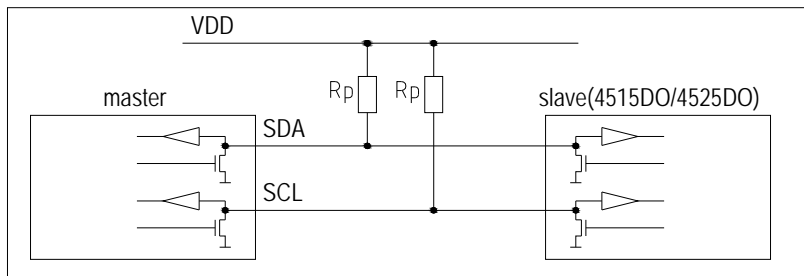 VDD
Rp Rp
master slave(4515DO/4525DO)
SDA
SCL